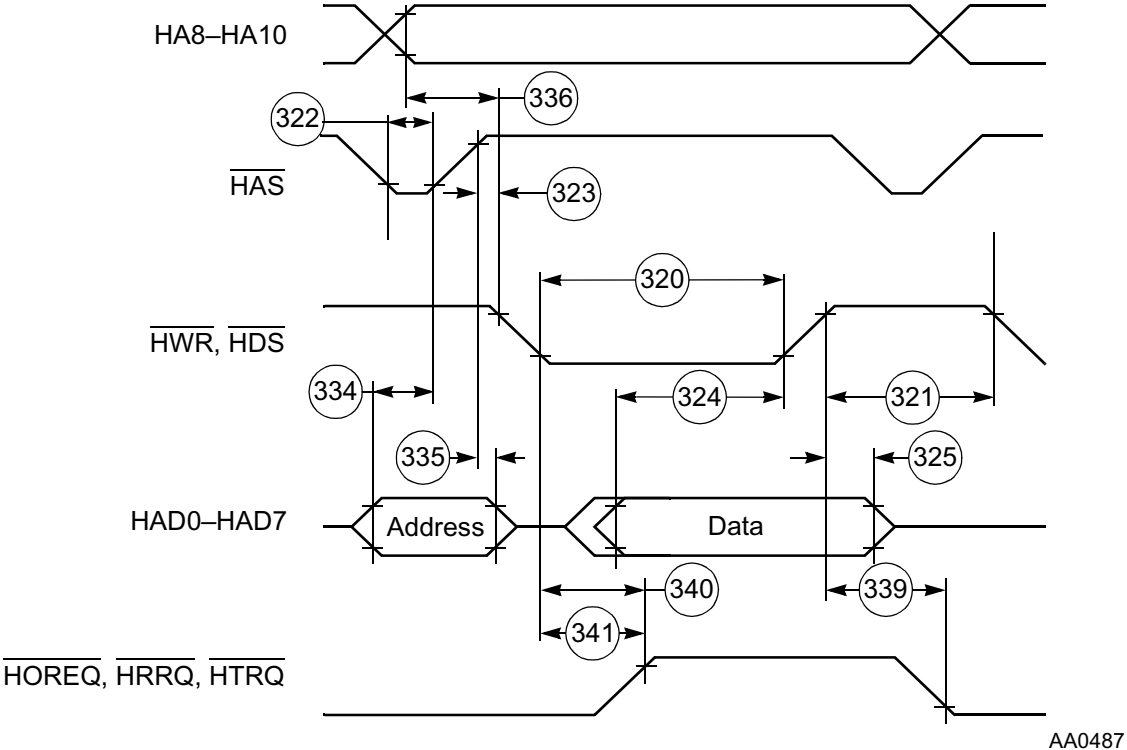 HA8–HA10
336
322
HAS
323
320
HWR, HDS
334
324
321
335
325
HAD0–HAD7
Address
Data
340
339
341
HOREQ, HRRQ, HTRQ
AA0487